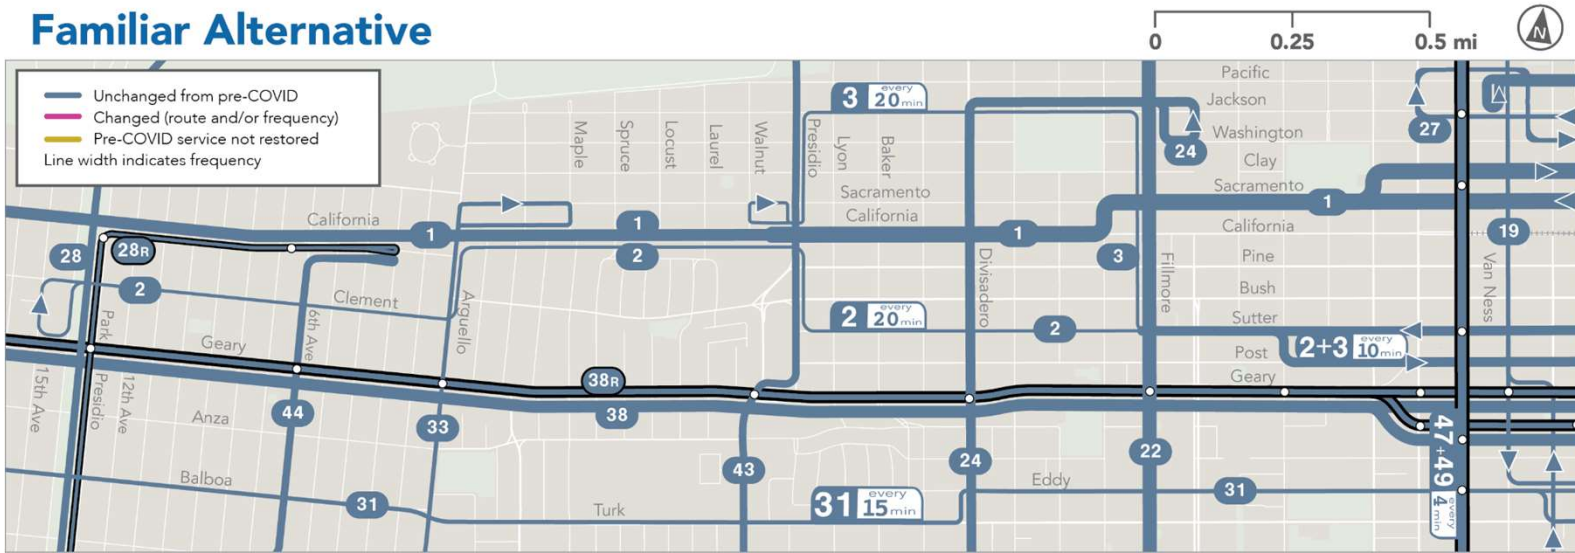 Familiar Alternative
0 0.25 0.5 mi
N
Unchanged from pre-COVID
Changed (route and/or frequency)
Pre-COVID service not restored
Line width indicates frequency
Pacific
Jackson
Washington
Clay
Sacramento
California
Pine
Bush
Sutter
Post
Geary
Maple
Spruce
Locust
Laurel
Walnut
Presidio
Lyon
Baker
Sacramento
California
3 every 20 min
24
27
1
19
California
1
1
1
2
3
28
28R
2
Clement
Arguello
Divisadero
Fillmore
Van Ness
2 every 20 min
2
2+3 every 10 min
Park Presidio
6th Ave
Geary
15th Ave
12th Ave
38R
38
Anza
44
33
43
24
22
47+49 every 4 min
Balboa
31
Turk
31 every 15 min
Eddy
31